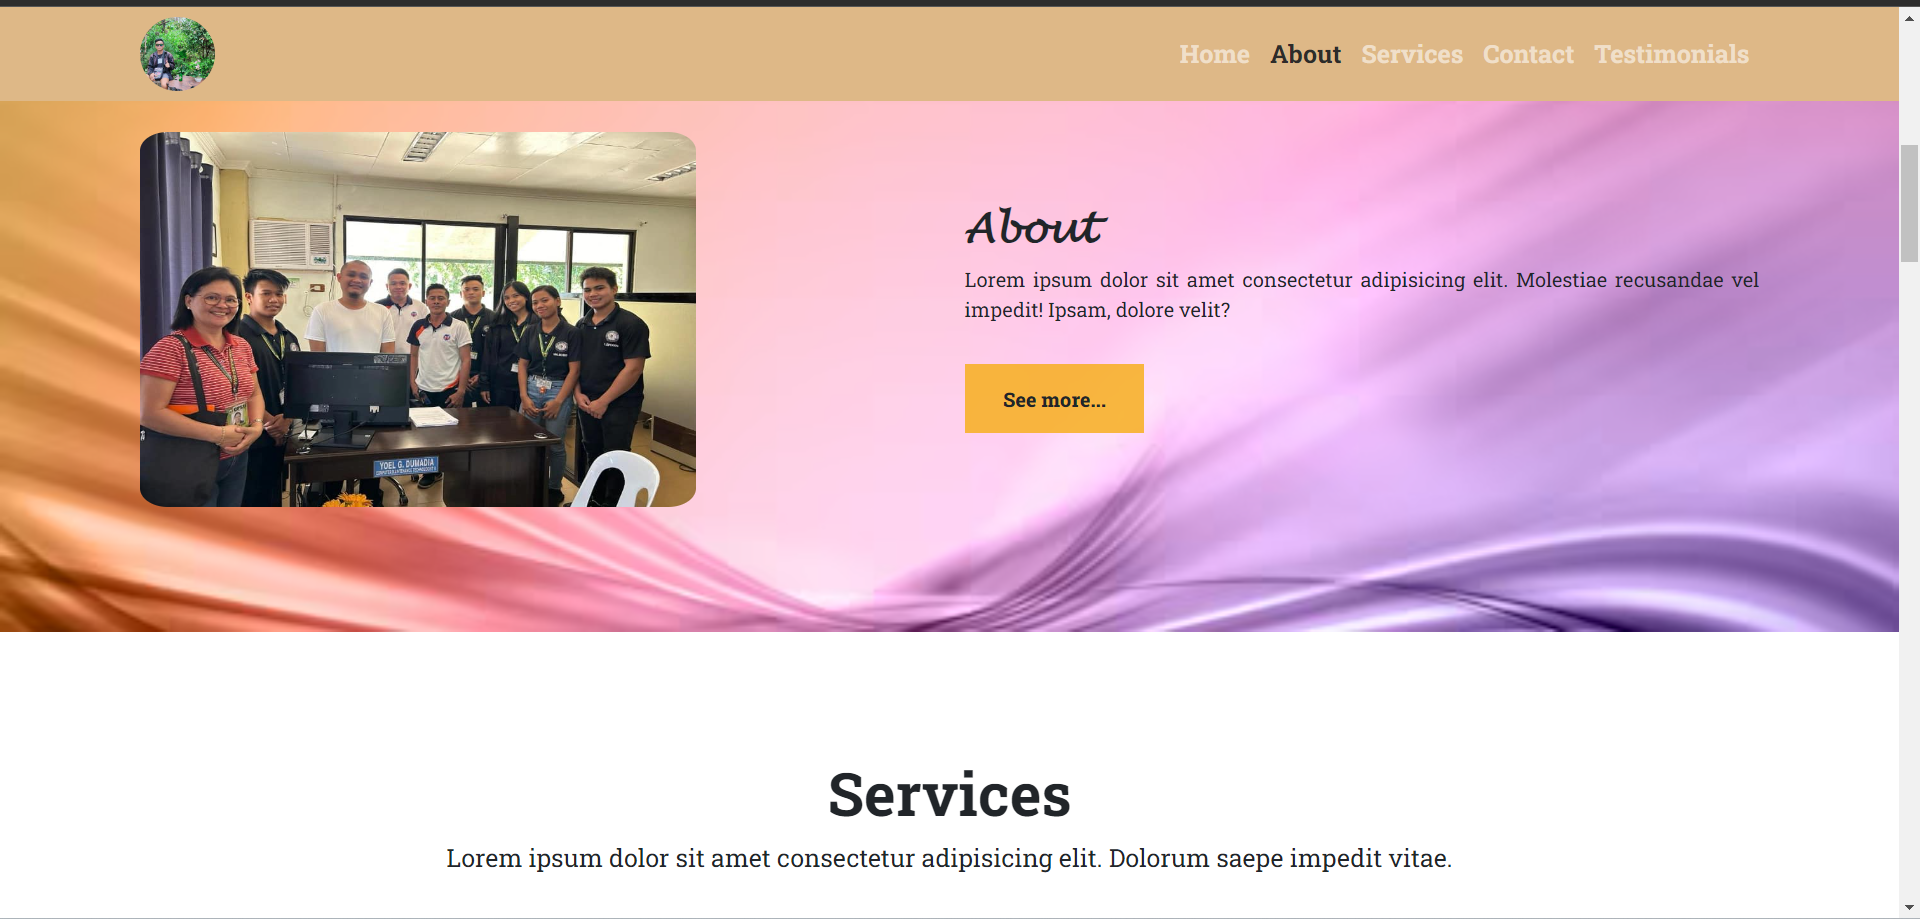 Home About Services Contact Testimonials
About
Lorem ipsum dolor sit amet consectetur adipisicing elit. Molestiae recusandae vel
impedit! Ipsam, dolore velit?
See more...
YOEL G. DUMADIA
Services
Lorem ipsum dolor sit amet consectetur adipisicing elit. Dolorum saepe impedit vitae.